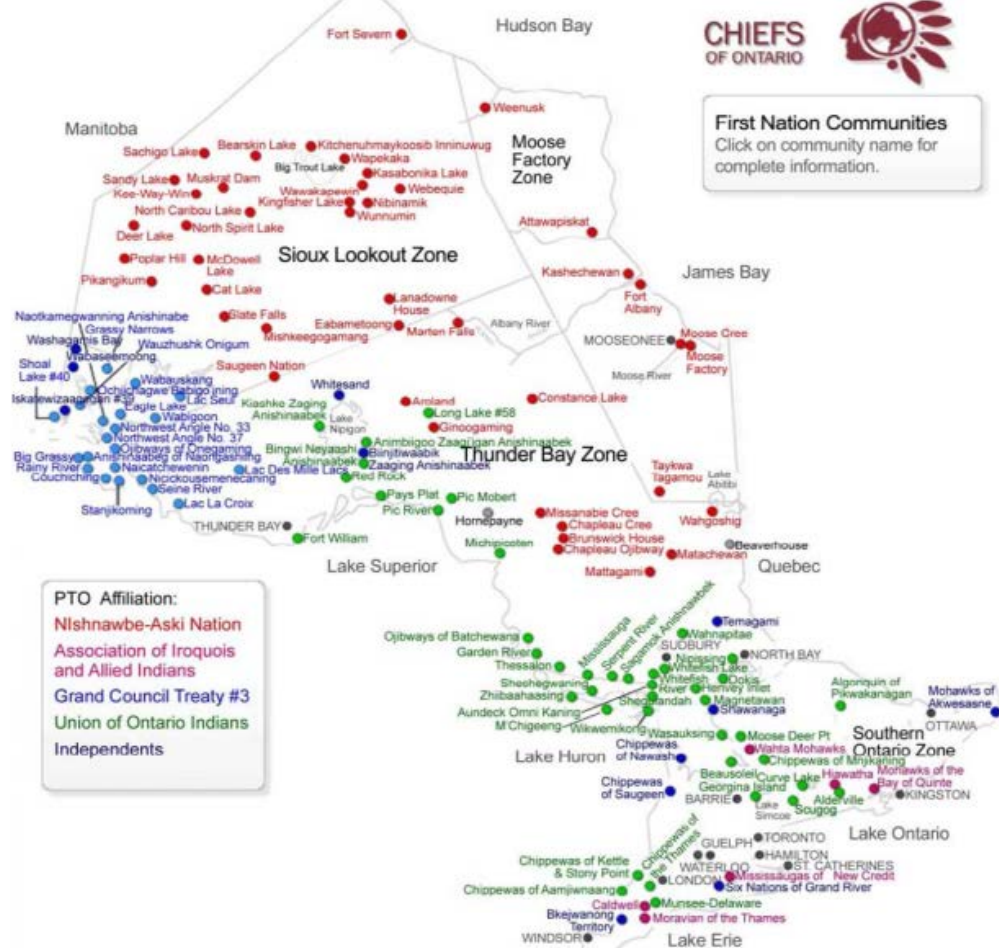 Hudson Bay
CHIEFS
OF ONTARIO
Fort Severn
First Nation Communities
Click on community name for
complete information.
Weenusk
Manitoba
Moose
Factory
Zone
Bearskin Lake
Kitchenuhmaykoosib Inninuwug
Sachigo Lake
Wapekaka
Big Trout Lake
Kasabonika Lake
Sandy Lake
Muskrat Dam
Wawakapewin
Webequie
Kee-Way-Win
Kingfisher Lake
Nibinamik
North Caribou Lake
Wunnumin
Attawapiskat
Deer Lake
North Spirit Lake
Sioux Lookout Zone
Poplar Hill
McDowell
Lake
Kashechewan
James Bay
Pikangikum
Cat Lake
Fort
Albany
Lanadowne
House
Slate Falls
Eabametoong
Marten Falls
Albany River
Mishkeegogamang
Naotkamegwanning Anishinabe
Grassy Narrows
Washagamis Bay
Wauzhushk Onigum
Wabaseemoong
MOOSEONEE
Moose Cree
Moose
Factory
Moose River
Shoal
Lake #40
Saugeen Nation
Wabauskang
Whitesand
Lac Seul
Eagle Lake
Wabigoon
Northwest Angle No. 33
Northwest Angle No. 37
Ojibways of Onegaming
Big Grassy
Anishinaabeg of Naongashiing
Rainy River
Naicatchewenin
Lac Des Mille Lacs
Couchiching
Nicickousemenecaning
Seine River
Stanjikoming
Lac La Croix
Kiashke Zaging
Anishinaabek
Lake
Nipigon
Aroland
Constance Lake
Long Lake #58
Ginoogaming
Animbiigoo Zaagi'igan Anishinaabek
Bingwi Neyaashi
Anishinaabek
Biinjitiwaabik
Zaaging Anishinaabek
Thunder Bay Zone
Red Rock
Taykwa
Tagamou
Lake
Abitibi
Pays Plat
Pic Mobert
Pic River
Hornepayne
Missanabie Cree
Wahgoshig
Chapleau Cree
THUNDER BAY
Fort William
Brunswick House
Michipicoten
Chapleau Ojibway
Matachewan
Beaverhouse
Mattagami
Lake Superior
Quebec
PTO Affiliation:
NIshnawbe-Aski Nation
Association of Iroquois
and Allied Indians
Grand Council Treaty #3
Union of Ontario Indians
Independents
Temagami
Ojibways of Batchewana
Mississauga
Serpent River
Sagamok Anishnawbek
Wahnapitae
SUDBURY
Garden River
Nipissing
NORTH BAY
Thessalon
Whitefish Lake
Sheshegwaning
Whitefish
River
Dokis
Zhiibaahaasing
Henvey Inlet
Algonquin of
Pikwakanagan
Mohawks of
Akwesasne
Magnetawan
Aundeck Omni Kaning
Shawanaga
M'Chigeeng
Wikwemikong
OTTAWA
Wasauksing
Moose Deer Pt
Southern
Ontario Zone
Lake Huron
Chippewas
of Nawash
Wahta Mohawks
Chippewas of Mnjikaning
Beausoleil
Curve Lake
Hiawatha
Mohawks of the
Bay of Quinte
Chippewas
of Saugeen
Georgina Island
BARRIE
Lake
Simcoe
Alderville
KINGSTON
Scugog
Lake Ontario
Chippewas of
the Thames
TORONTO
GUELPH
Chippewas of Kettle
& Stony Point
HAMILTON
WATERLOO
ST. CATHERINES
LONDON
Mississaugas of New Credit
Chippewas of Aamjiwnaang
Six Nations of Grand River
Caldwell
Munsee-Delaware
Bkejwanong
Territory
Moravian of the Thames
WINDSOR
Lake Erie